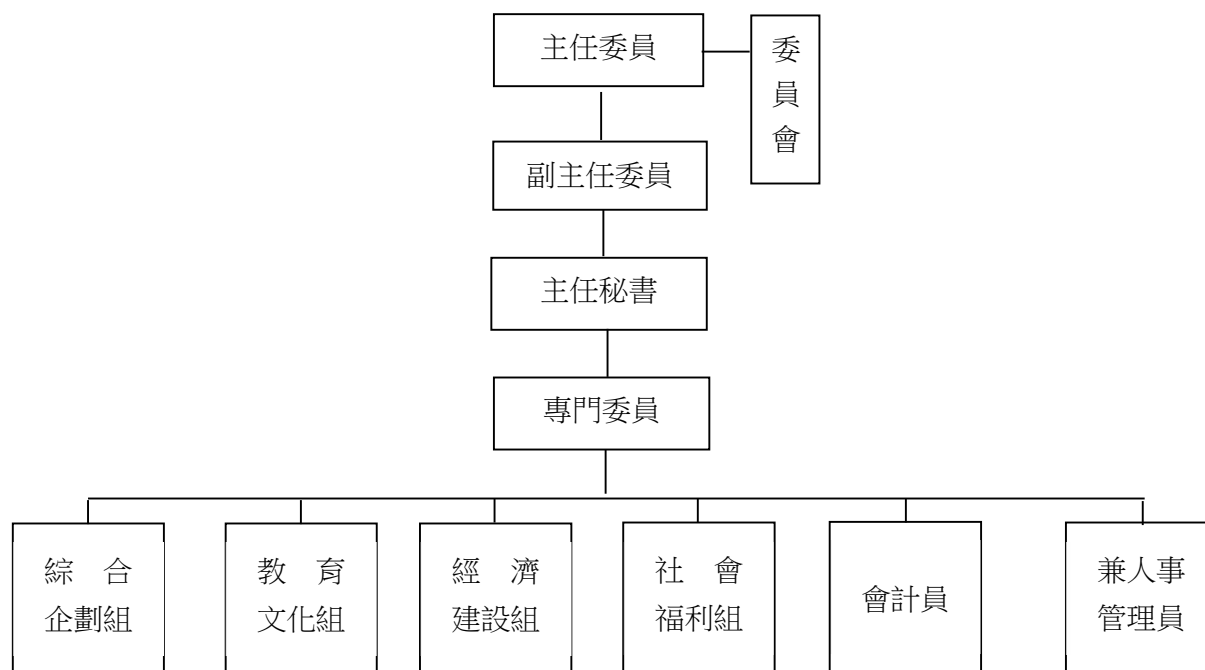 主任委員
委員會
副主任委員
主任秘書
專門委員
綜 合
企劃組
教 育
文化組
經 濟
建設組
社 會
福利組
會計員
兼人事
管理員